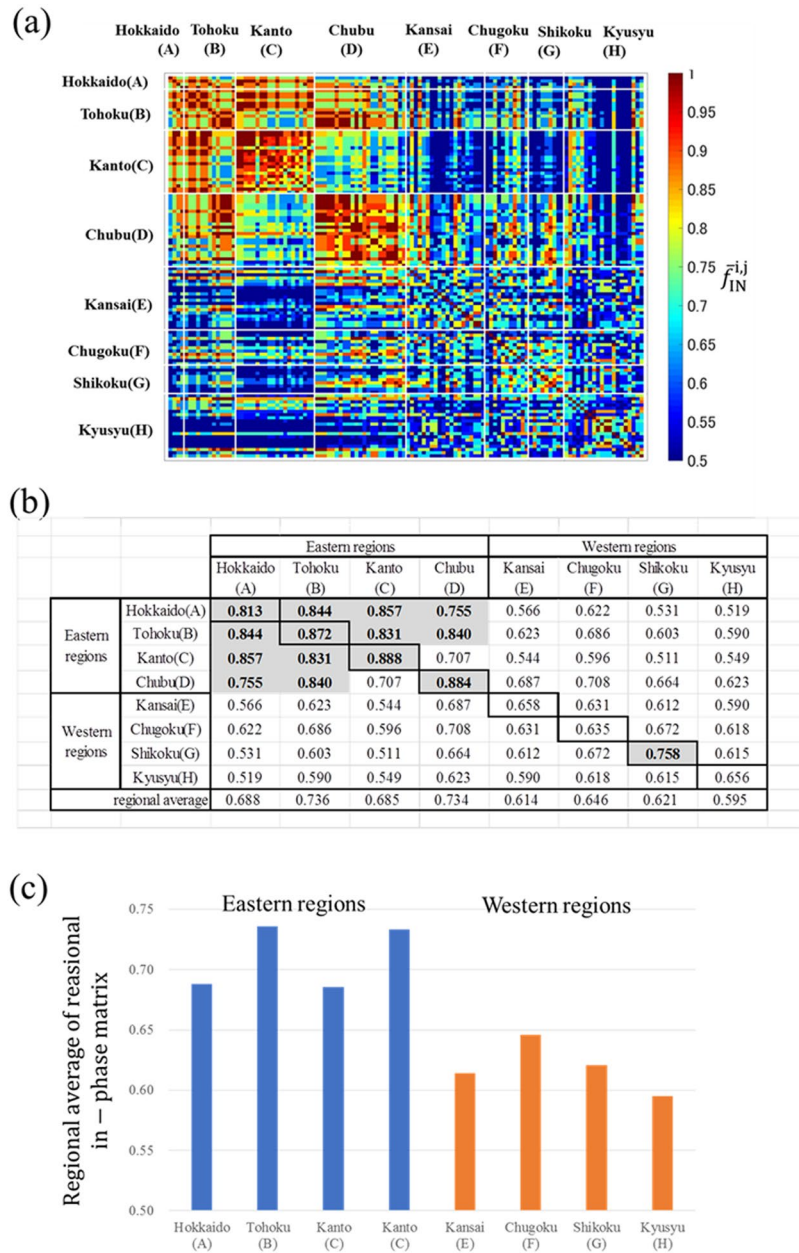 (a)
Hokkaido Tohoku Kanto Chubu Kansai Chugoku Shikoku Kyusyu
(A) (B) (C) (D) (E) (F) (G) (H)
Hokkaido(A)
Tohoku(B)
Kanto(C)
Chubu(D)
Kansai(E)
Chugoku(F)
Shikoku(G)
Kyusyu(H)
1
0.95
0.9
0.85
0.8
0.75
0.7
0.65
0.6
0.55
0.5
f̄ i,j IN
(b)
Eastern regions Western regions
Hokkaido Tohoku Kanto Chubu Kansai Chugoku Shikoku Kyusyu
(A) (B) (C) (D) (E) (F) (G) (H)
Eastern regions
Hokkaido(A) 0.813 0.844 0.857 0.755 0.566 0.622 0.531 0.519
Tohoku(B) 0.844 0.872 0.831 0.840 0.623 0.686 0.603 0.590
Kanto(C) 0.857 0.831 0.888 0.707 0.544 0.596 0.511 0.549
Chubu(D) 0.755 0.840 0.707 0.884 0.687 0.708 0.664 0.623
Western regions
Kansai(E) 0.566 0.623 0.544 0.687 0.658 0.631 0.612 0.590
Chugoku(F) 0.622 0.686 0.596 0.708 0.631 0.635 0.672 0.618
Shikoku(G) 0.531 0.603 0.511 0.664 0.612 0.672 0.758 0.615
Kyusyu(H) 0.519 0.590 0.549 0.623 0.590 0.618 0.615 0.656
regional average 0.688 0.736 0.685 0.734 0.614 0.646 0.621 0.595
(c)
Eastern regions Western regions
Regional average of reasional
in − phase matrix
0.75
0.70
0.65
0.60
0.55
0.50
Hokkaido Tohoku Kanto Kanto Kansai Chugoku Shikoku Kyusyu
(A) (B) (C) (C) (E) (F) (G) (H)